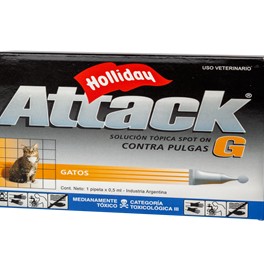 Holliday
USO VETERINARIO
Attack®
SOLUCIÓN TÓPICA SPOT ON
CONTRA PULGAS G
GATOS
Cont. Neto: 1 pipeta x 0,5 ml - Industria Argentina
MEDIANAMENTE TÓXICO CATEGORÍA TOXICOLÓGICA III